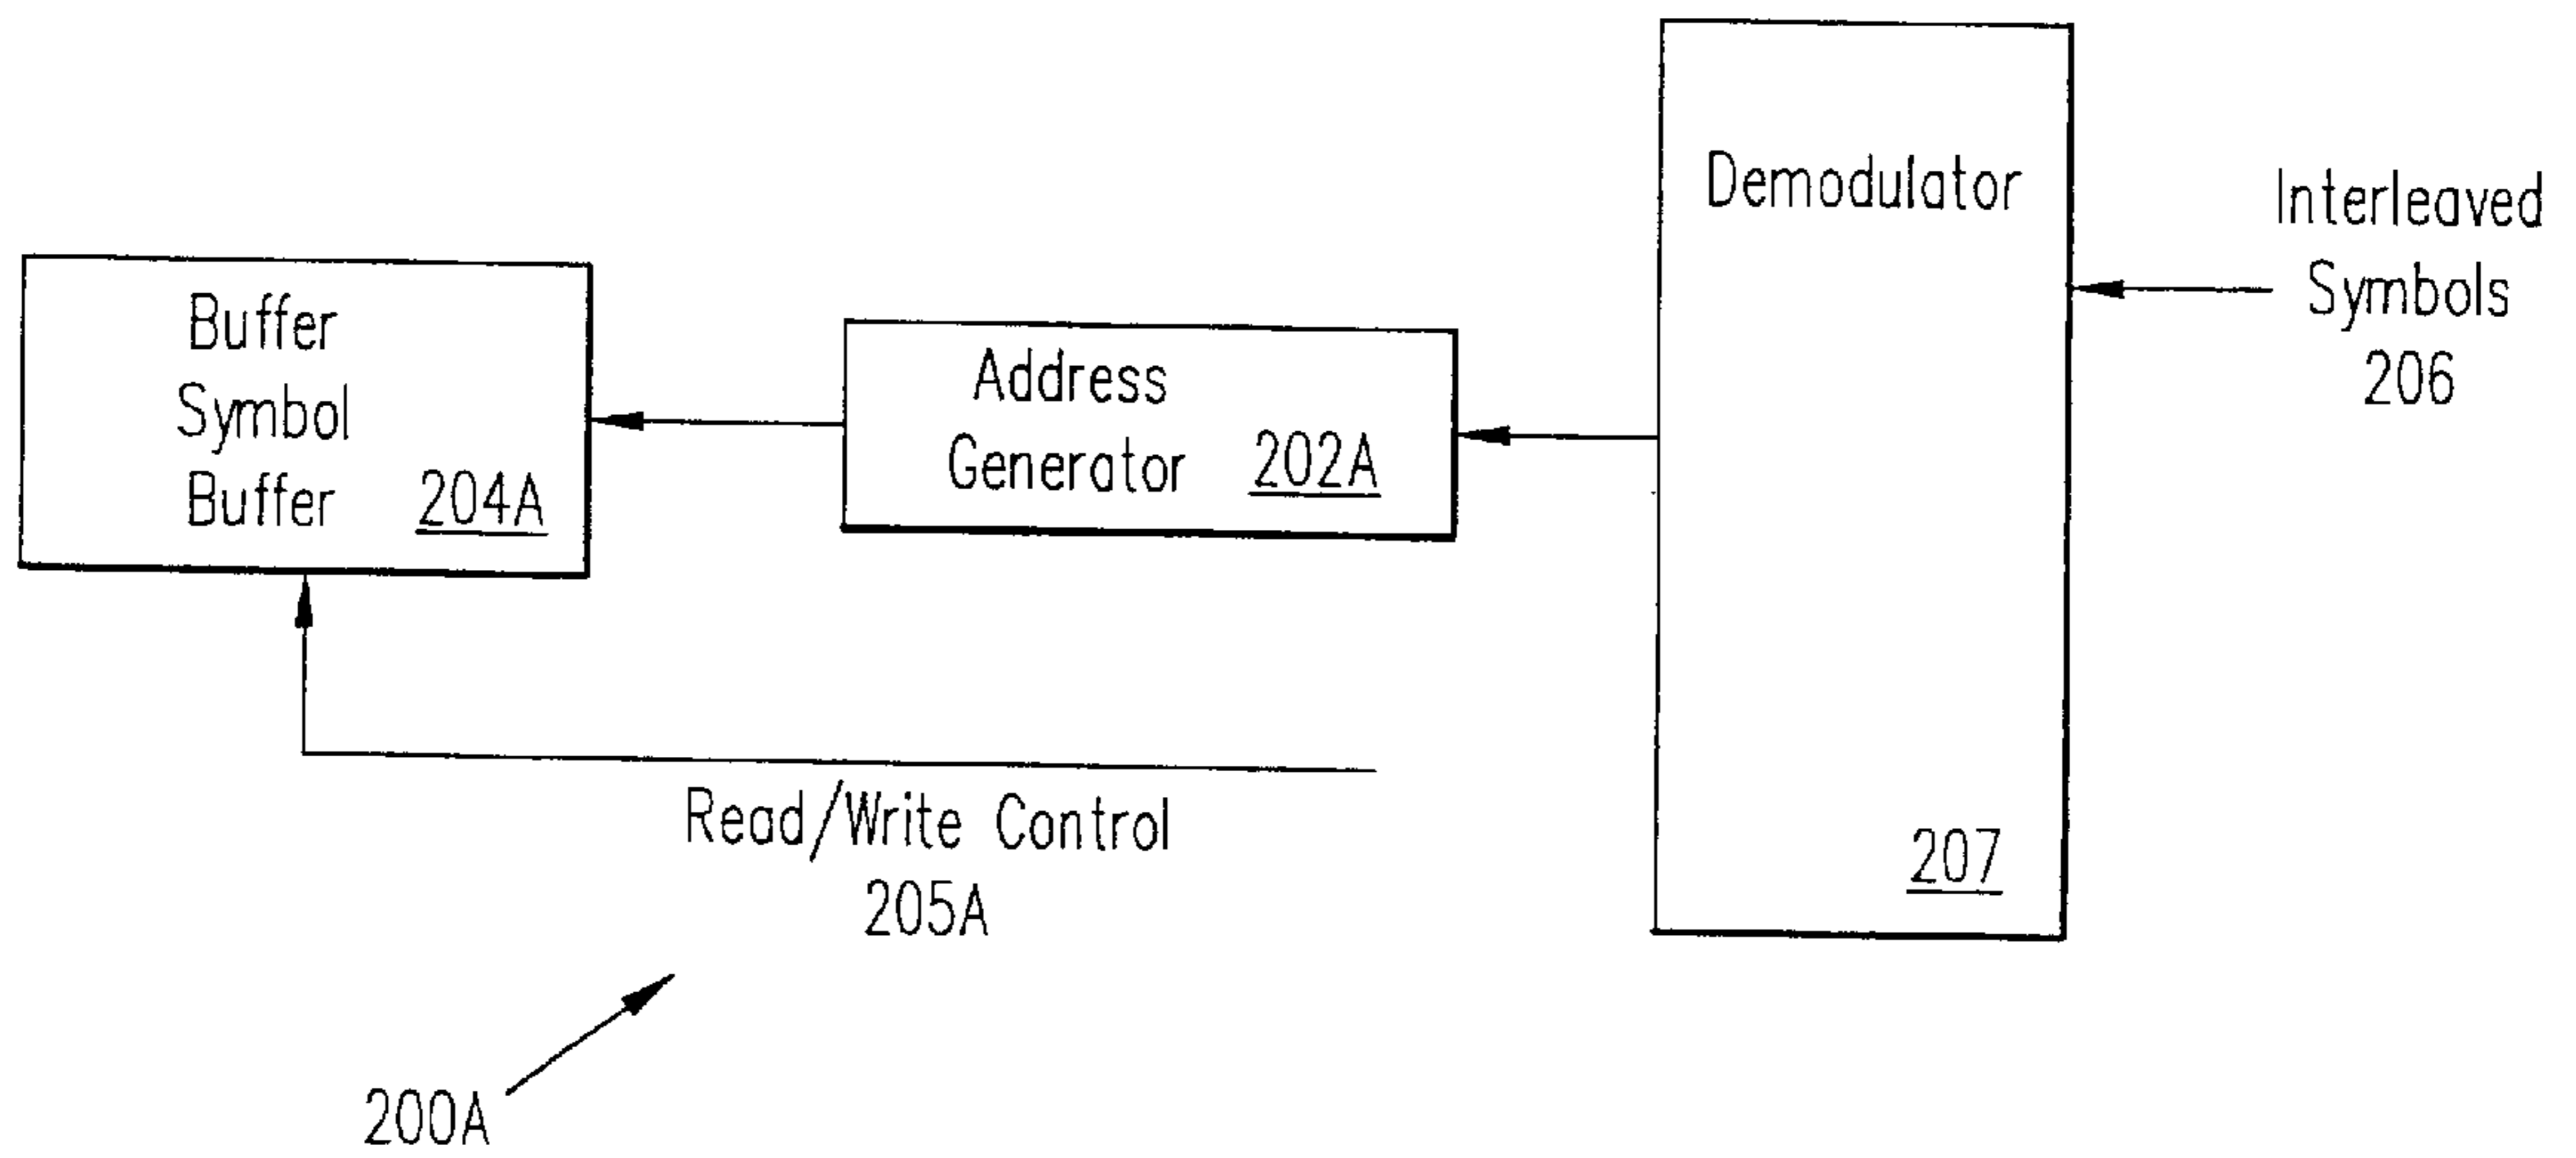 Buffer
Symbol
Buffer 204A
Address
Generator 202A
Demodulator
207
Interleaved
Symbols
206
Read/Write Control
205A
200A